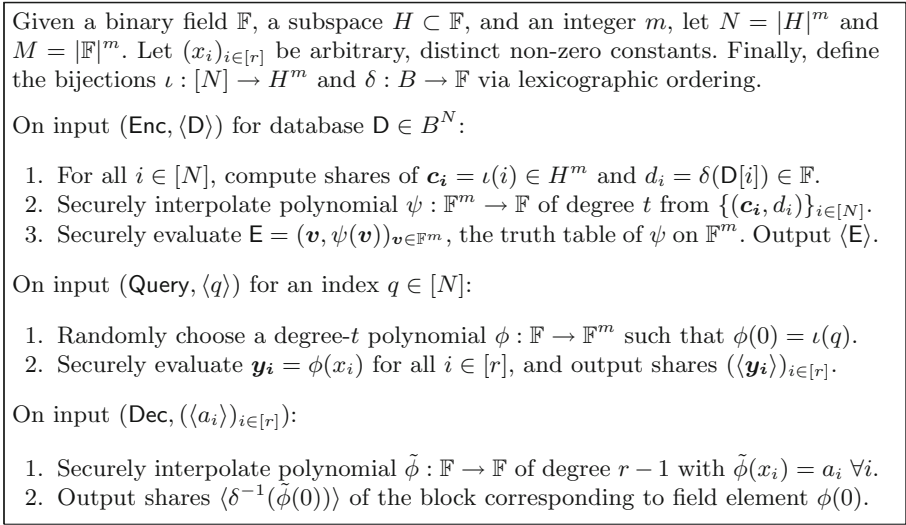 Given a binary field 𝔽, a subspace H ⊂ 𝔽, and an integer m, let N = |H|^m and
M = |𝔽|^m. Let (x_i)_{i∈[r]} be arbitrary, distinct non-zero constants. Finally, define
the bijections ι : [N] → H^m and δ : B → 𝔽 via lexicographic ordering.
On input (Enc, ⟨D⟩) for database D ∈ B^N:
1. For all i ∈ [N], compute shares of c_i = ι(i) ∈ H^m and d_i = δ(D[i]) ∈ 𝔽.
2. Securely interpolate polynomial ψ : 𝔽^m → 𝔽 of degree t from {(c_i, d_i)}_{i∈[N]}.
3. Securely evaluate E = (v, ψ(v))_{v∈𝔽^m}, the truth table of ψ on 𝔽^m. Output ⟨E⟩.
On input (Query, ⟨q⟩) for an index q ∈ [N]:
1. Randomly choose a degree-t polynomial ϕ : 𝔽 → 𝔽^m such that ϕ(0) = ι(q).
2. Securely evaluate y_i = ϕ(x_i) for all i ∈ [r], and output shares (⟨y_i⟩)_{i∈[r]}.
On input (Dec, (⟨a_i⟩)_{i∈[r]}):
1. Securely interpolate polynomial ϕ̃ : 𝔽 → 𝔽 of degree r − 1 with ϕ̃(x_i) = a_i ∀i.
2. Output shares ⟨δ^{−1}(ϕ̃(0))⟩ of the block corresponding to field element ϕ(0).